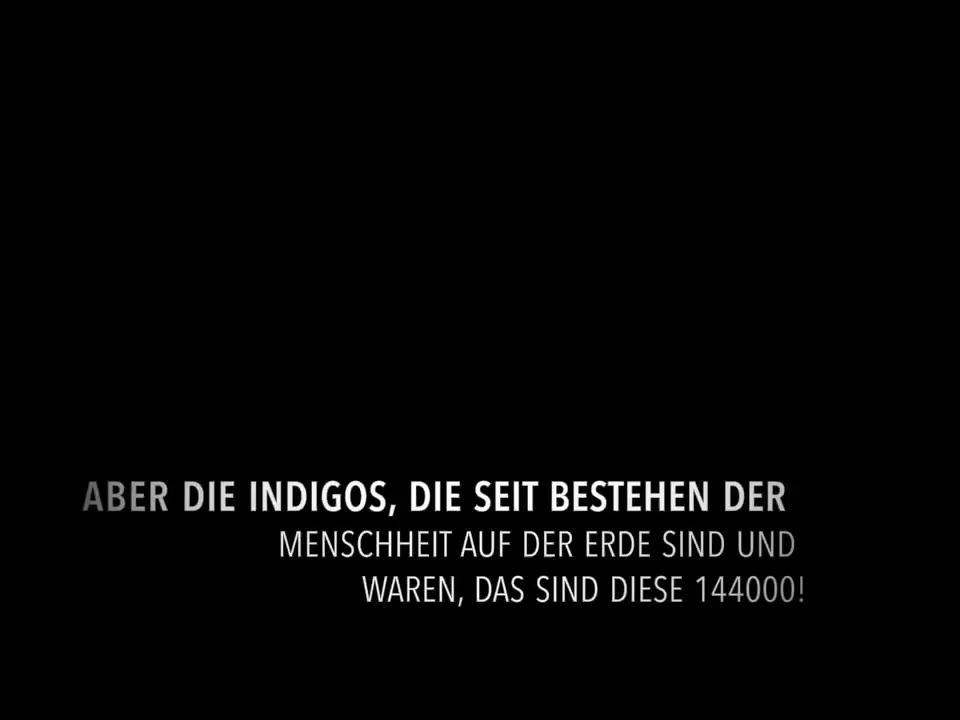 ABER DIE INDIGOS, DIE SEIT BESTEHEN DER
MENSCHHEIT AUF DER ERDE SIND UND
WAREN, DAS SIND DIESE 144000!